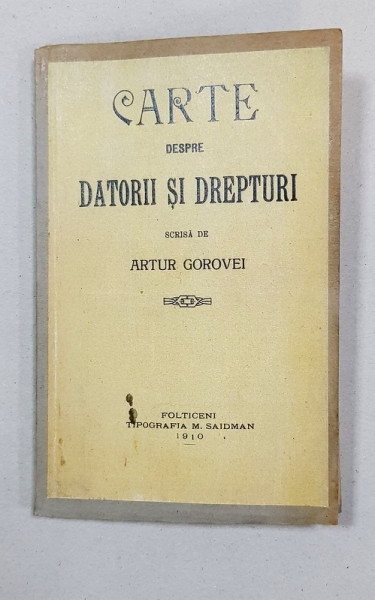 CARTE
DESPRE
DATORII ȘI DREPTURI
SCRISĂ DE
ARTUR GOROVEI
FOLTICENI
TIPOGRAFIA M. SAIDMAN
1910